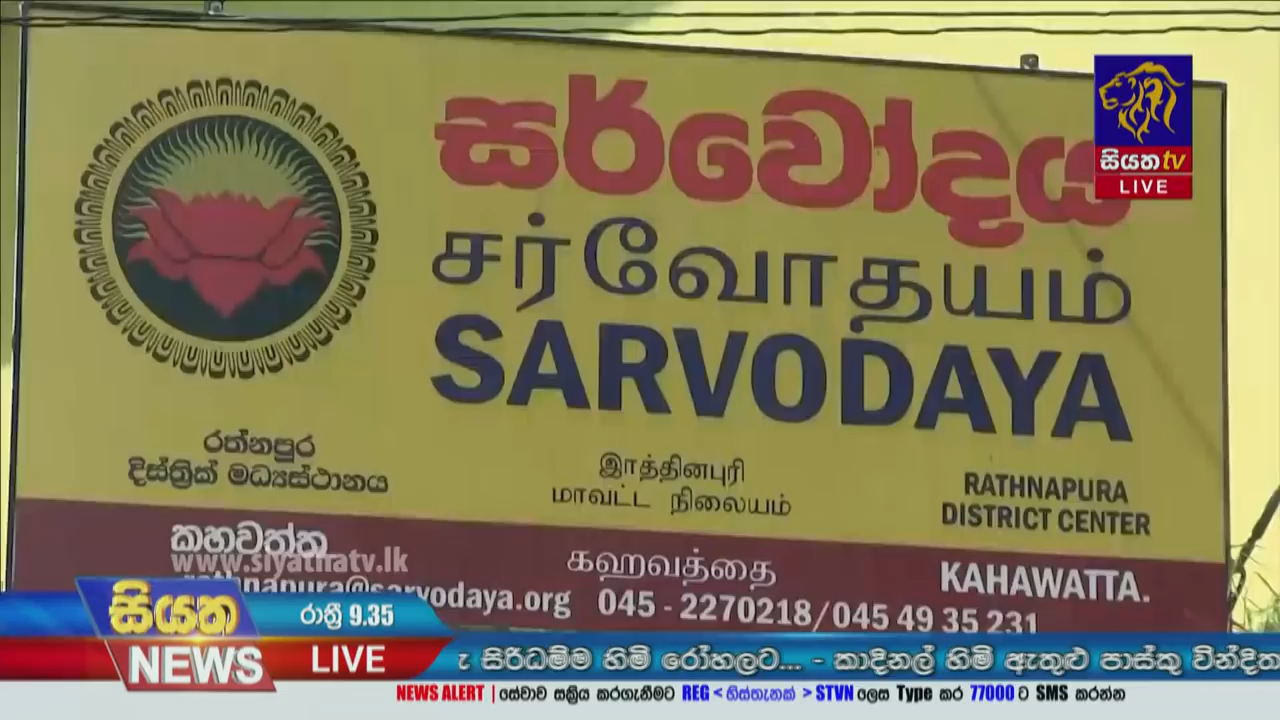 සර්වෝදය
சர்வோதயம்
SARVODAYA
රත්නපුර
දිස්ත්‍රික් මධ්‍යස්ථානය
இரத்தினபுரி
மாவட்ட நிலையம்
RATHNAPURA
DISTRICT CENTER
කහවත්ත
கஹவத்தை
KAHAWATTA.
rathnapura@sarvodaya.org 045 - 2270218/045 49 35 231
සියත tv
LIVE
www.siyathatv.lk
සියත
NEWS
රාත්‍රී 9.35
LIVE
සිරිධම්ම හිමි රෝහලට... - කාදිනල් හිමි ඇතුළු පාස්කු වින්දිත
NEWS ALERT | සේවාව සක්‍රිය කරගැනීමට REG < හිස්තැනක් > STVN ලෙස Type කර 77000 ට SMS කරන්න